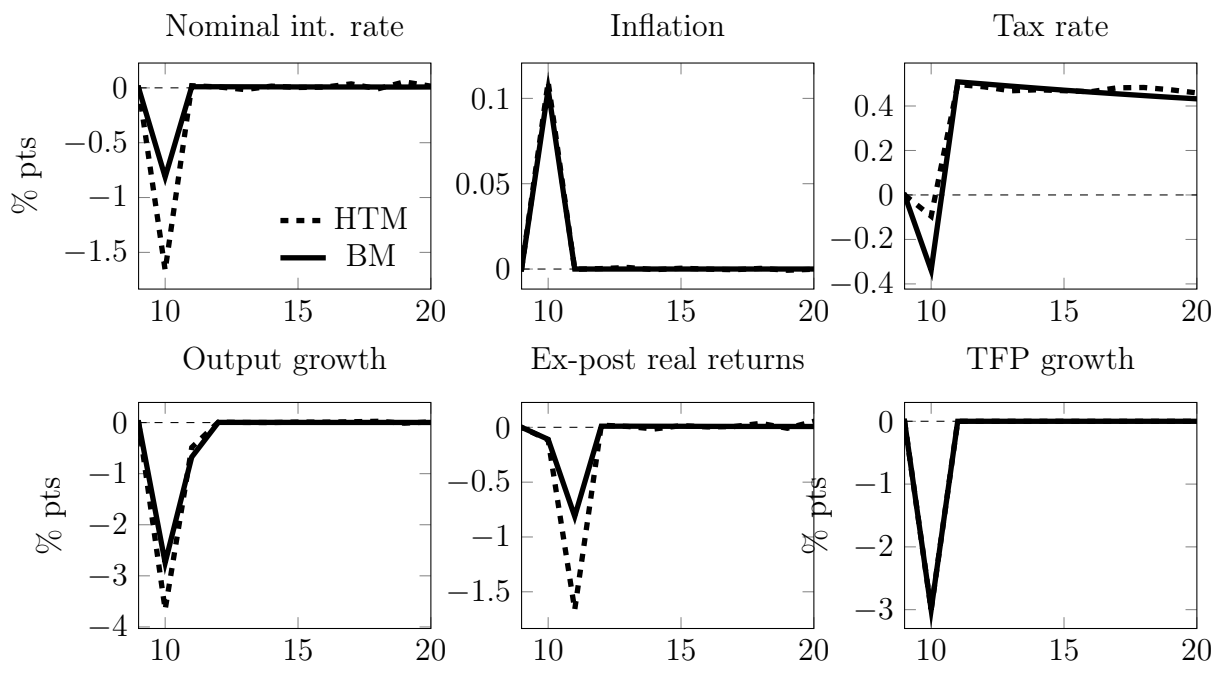 Nominal int. rate
Inflation
Tax rate
0
−0.5
−1
−1.5
% pts
HTM
BM
10 15 20
0.1
0.05
0
10 15 20
0.4
0.2
0
−0.2
−0.4
10 15 20
Output growth
Ex-post real returns
TFP growth
0
−1
−2
−3
−4
% pts
10 15 20
0
−0.5
−1
−1.5
10 15 20
0
−1
−2
−3
% pts
10 15 20